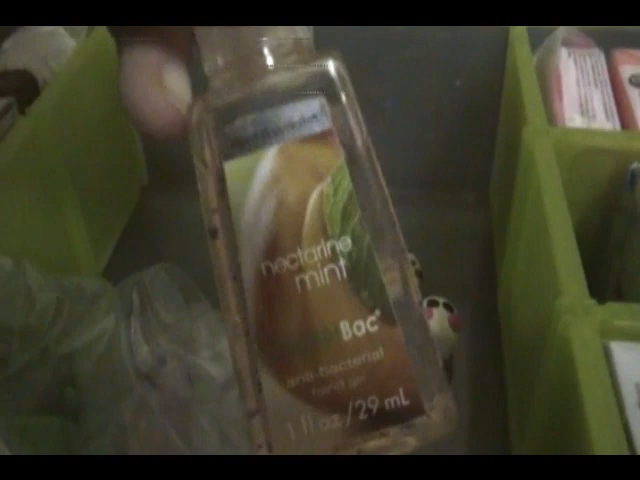 nectarine
mint
Bac®
anti-bacterial
hand gel
1 fl oz/29 mL